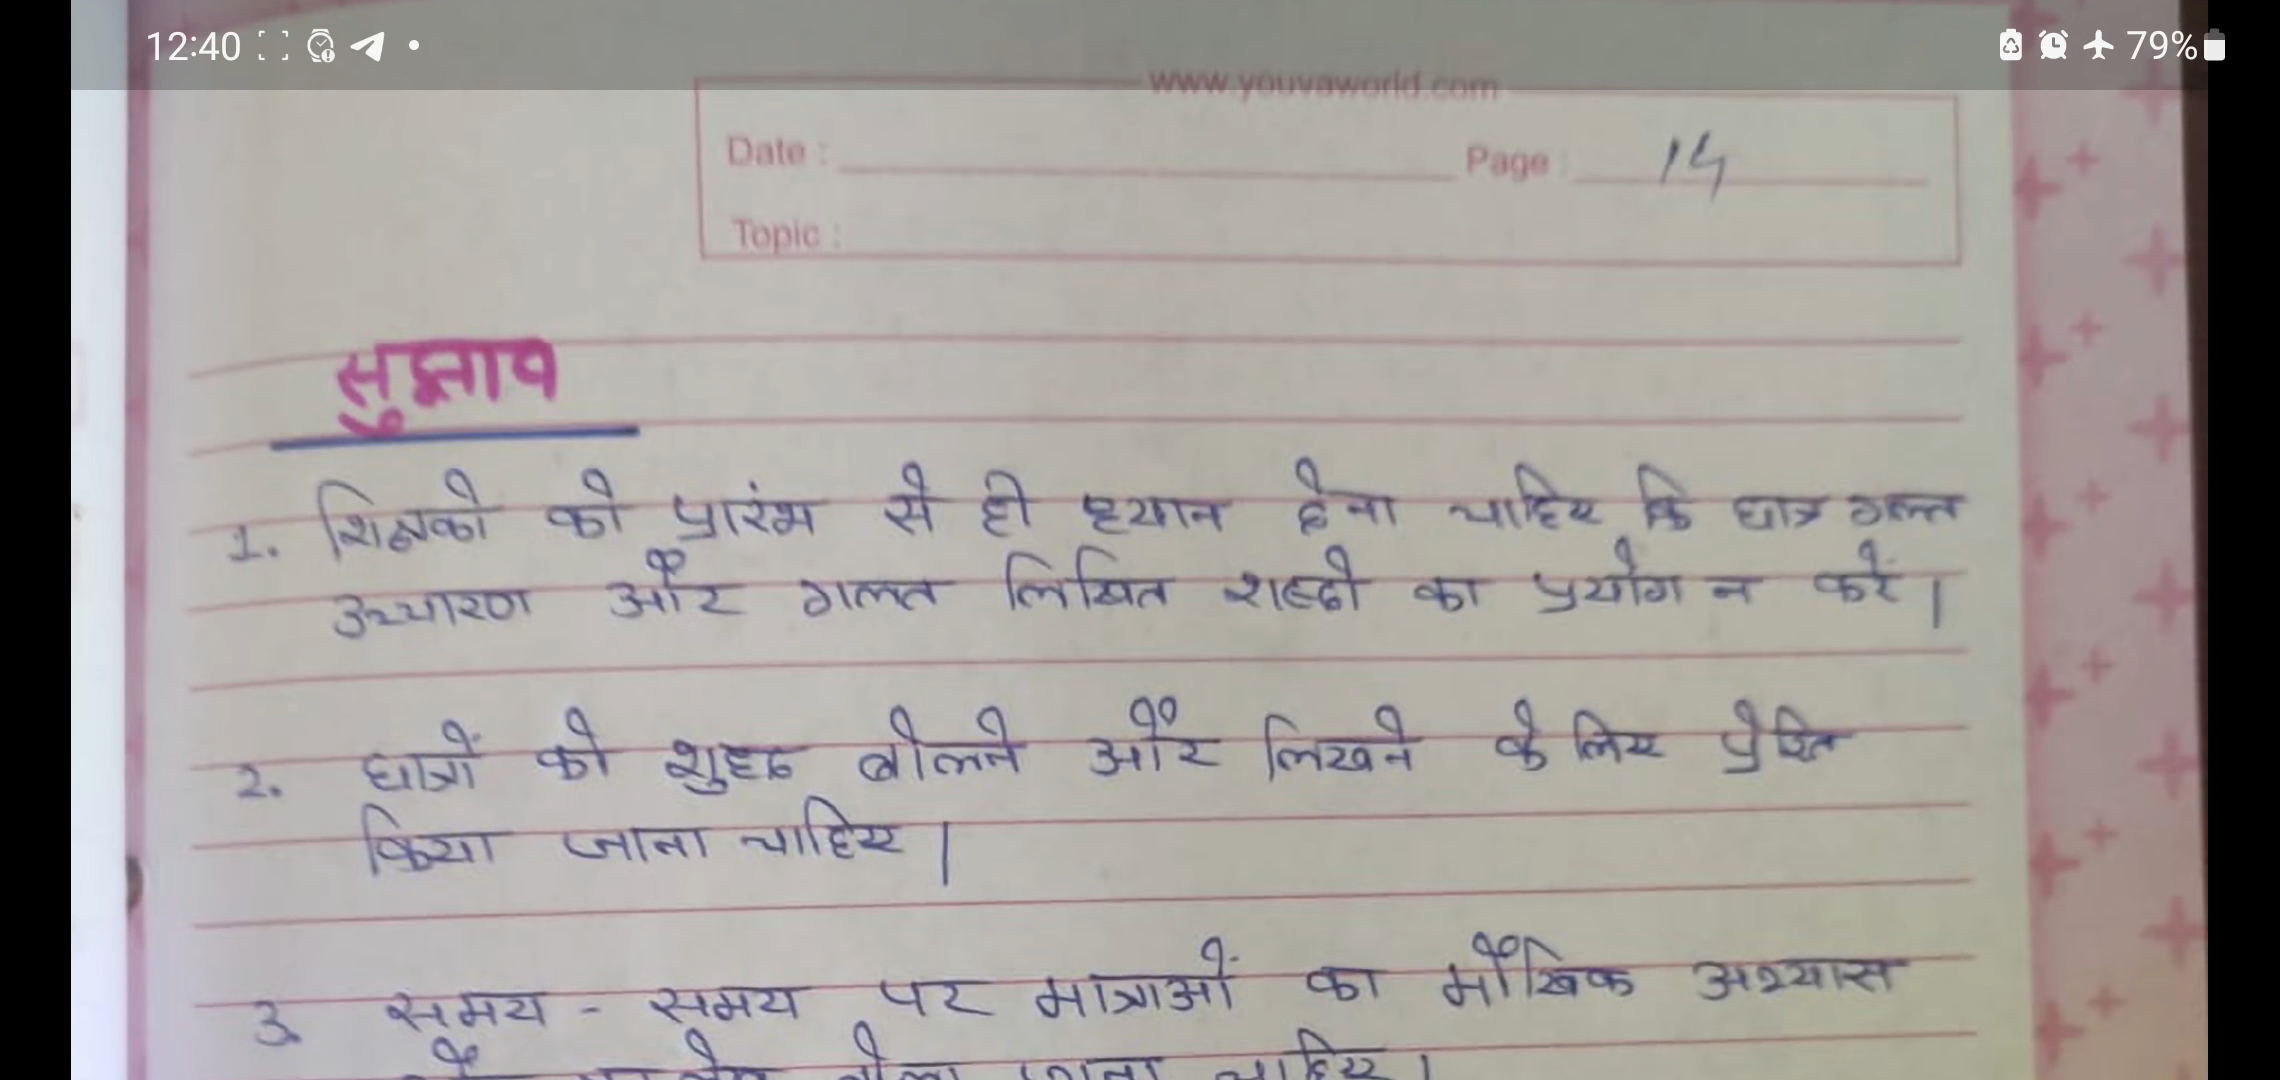 12:40
79%
www.youvaworld.com
Date :
Page : 14
Topic :
सुझाव
1. शिक्षको को प्रारंभ से ही ध्यान देना चाहिए कि छात्र गलत
उच्चारण और गलत लिखित शब्दो का प्रयोग न करें।
2. छात्रों को शुद्ध बोलने और लिखने के लिए प्रेरित
किया जाना चाहिए।
3. समय - समय पर मात्राओं का मौखिक अभ्यास
चाहिए।